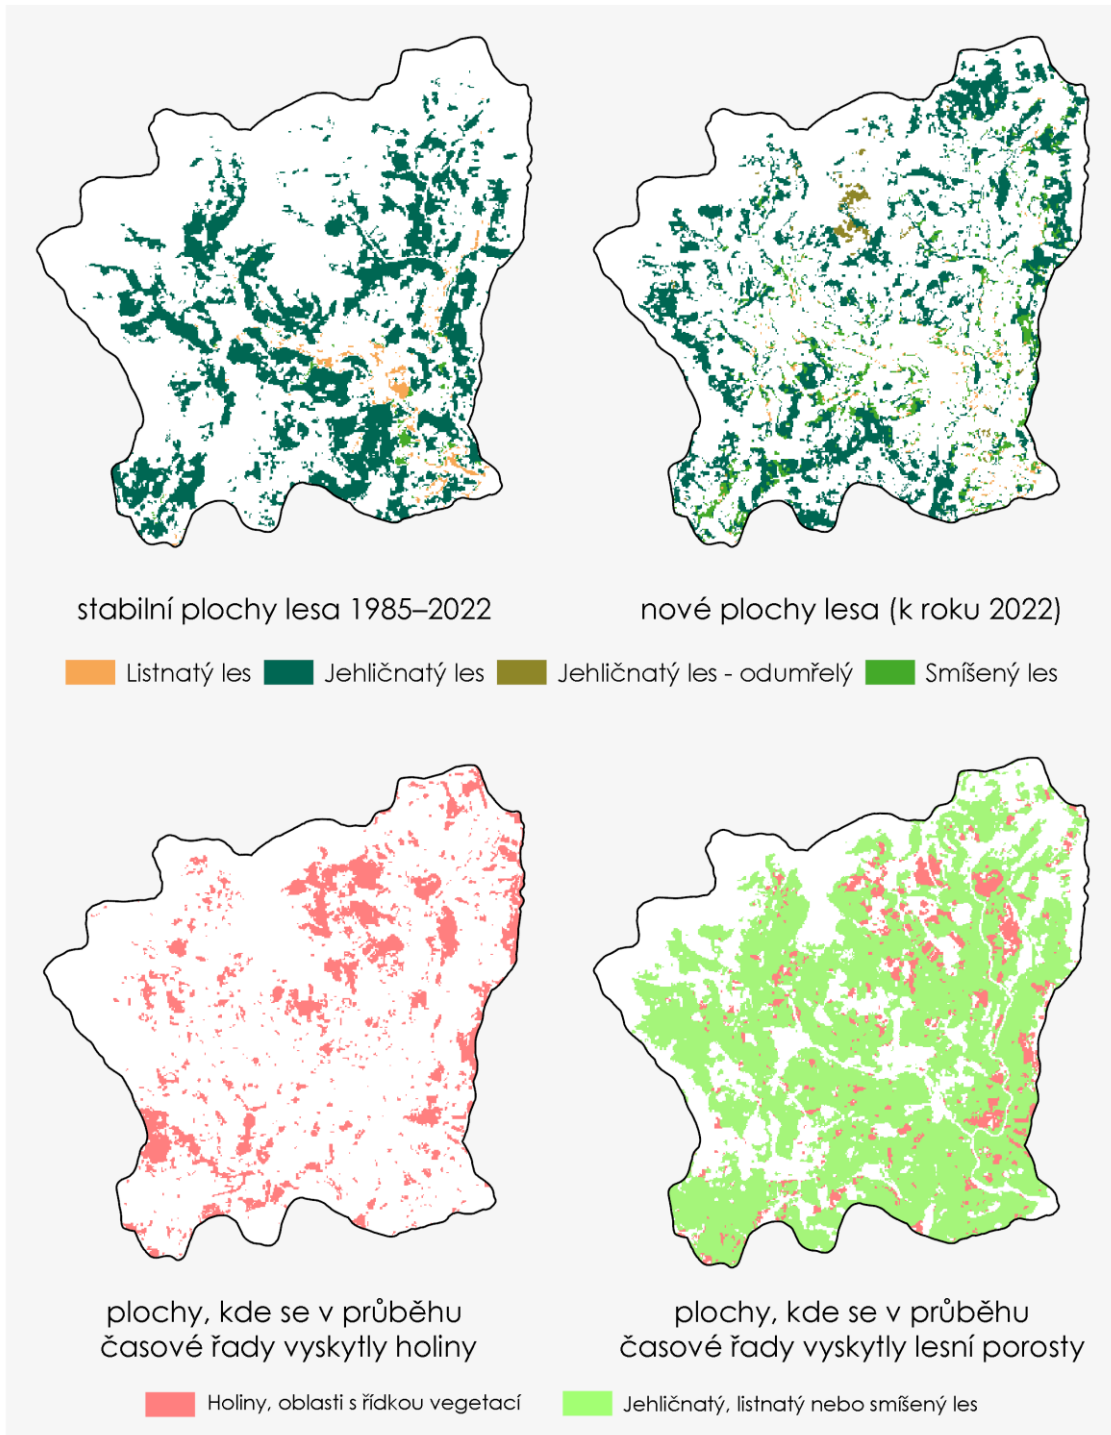 stabilní plochy lesa 1985–2022
nové plochy lesa (k roku 2022)
Listnatý les
Jehličnatý les
Jehličnatý les - odumřelý
Smíšený les
plochy, kde se v průběhu
časové řady vyskytly holiny
plochy, kde se v průběhu
časové řady vyskytly lesní porosty
Holiny, oblasti s řídkou vegetací
Jehličnatý, listnatý nebo smíšený les